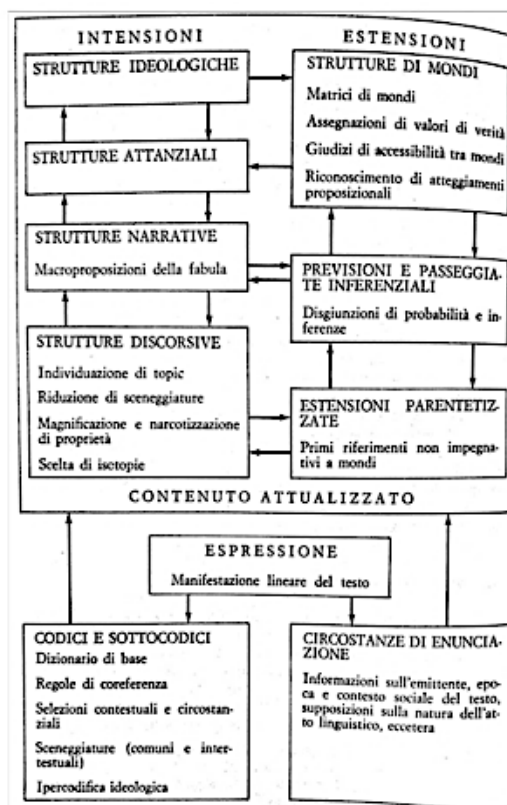 INTENSIONI
ESTENSIONI
STRUTTURE IDEOLOGICHE
STRUTTURE DI MONDI
Matrici di mondi
Assegnazioni di valori di verità
Giudizi di accessibilità tra mondi
Riconoscimento di atteggiamenti
proposizionali
STRUTTURE ATTANZIALI
STRUTTURE NARRATIVE
Macroproposizioni della fabula
PREVISIONI E PASSEGGIA-
TE INFERENZIALI
Disgiunzioni di probabilità e in-
ferenze
STRUTTURE DISCORSIVE
Individuazione di topic
Riduzione di sceneggiature
Magnificazione e narcotizzazione
di proprietà
Scelta di isotopie
ESTENSIONI PARENTETIZ-
ZATE
Primi riferimenti non impegna-
tivi a mondi
CONTENUTO ATTUALIZZATO
ESPRESSIONE
Manifestazione lineare del testo
CODICI E SOTTOCODICI
Dizionario di base
Regole di coreferenza
Selezioni contestuali e circostan-
ziali
Sceneggiature (comuni e inter-
testuali)
Ipercodifica ideologica
CIRCOSTANZE DI ENUNCIA-
ZIONE
Informazioni sull'emittente, epo-
ca e contesto sociale del testo,
supposizioni sulla natura dell'at-
to linguistico, eccetera